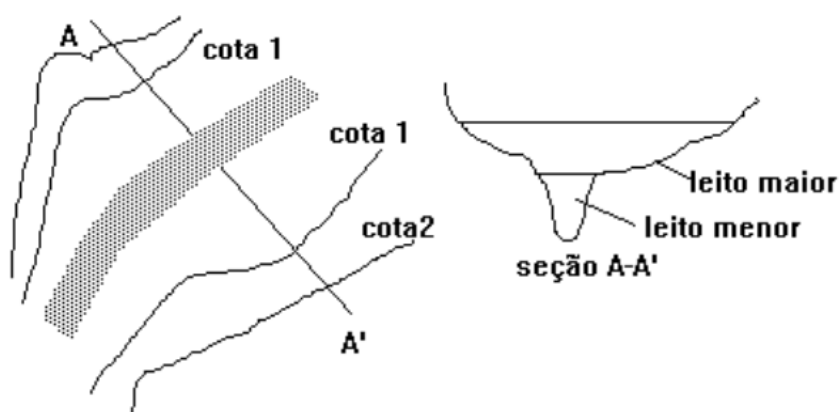 A
cota 1
cota 1
cota2
A'
leito maior
leito menor
seção A-A'